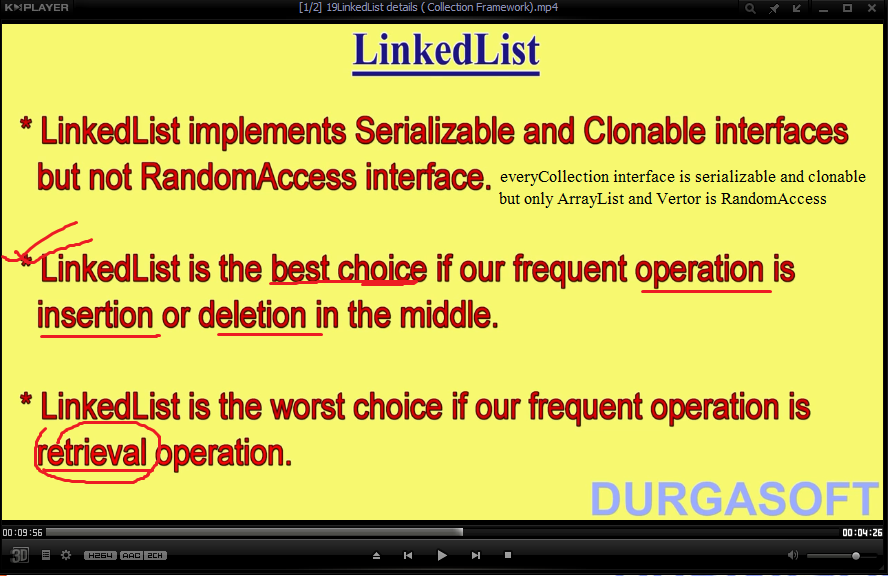 KMPLAYER
[1/2] 19LinkedList details ( Collection Framework).mp4
LinkedList
* LinkedList implements Serializable and Clonable interfaces
but not RandomAccess interface.
everyCollection interface is serializable and clonable
but only ArrayList and Vertor is RandomAccess
* LinkedList is the best choice if our frequent operation is
insertion or deletion in the middle.
* LinkedList is the worst choice if our frequent operation is
retrieval operation.
DURGASOFT
00:09:56
00:04:26
3D
H264 AAC 2CH